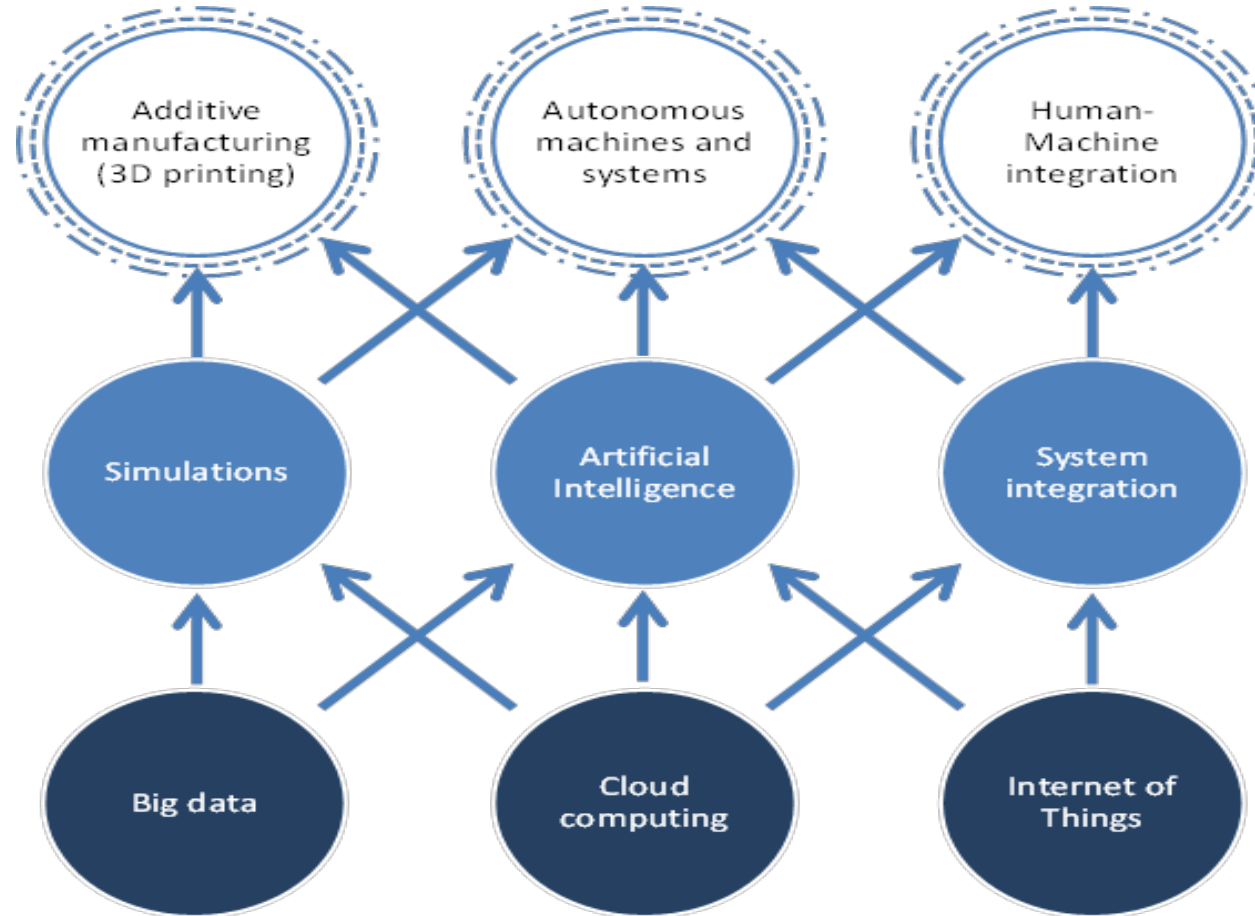 Additive
manufacturing
(3D printing)
Autonomous
machines and
systems
Human-
Machine
integration
Simulations
Artificial
Intelligence
System
integration
Big data
Cloud
computing
Internet of
Things